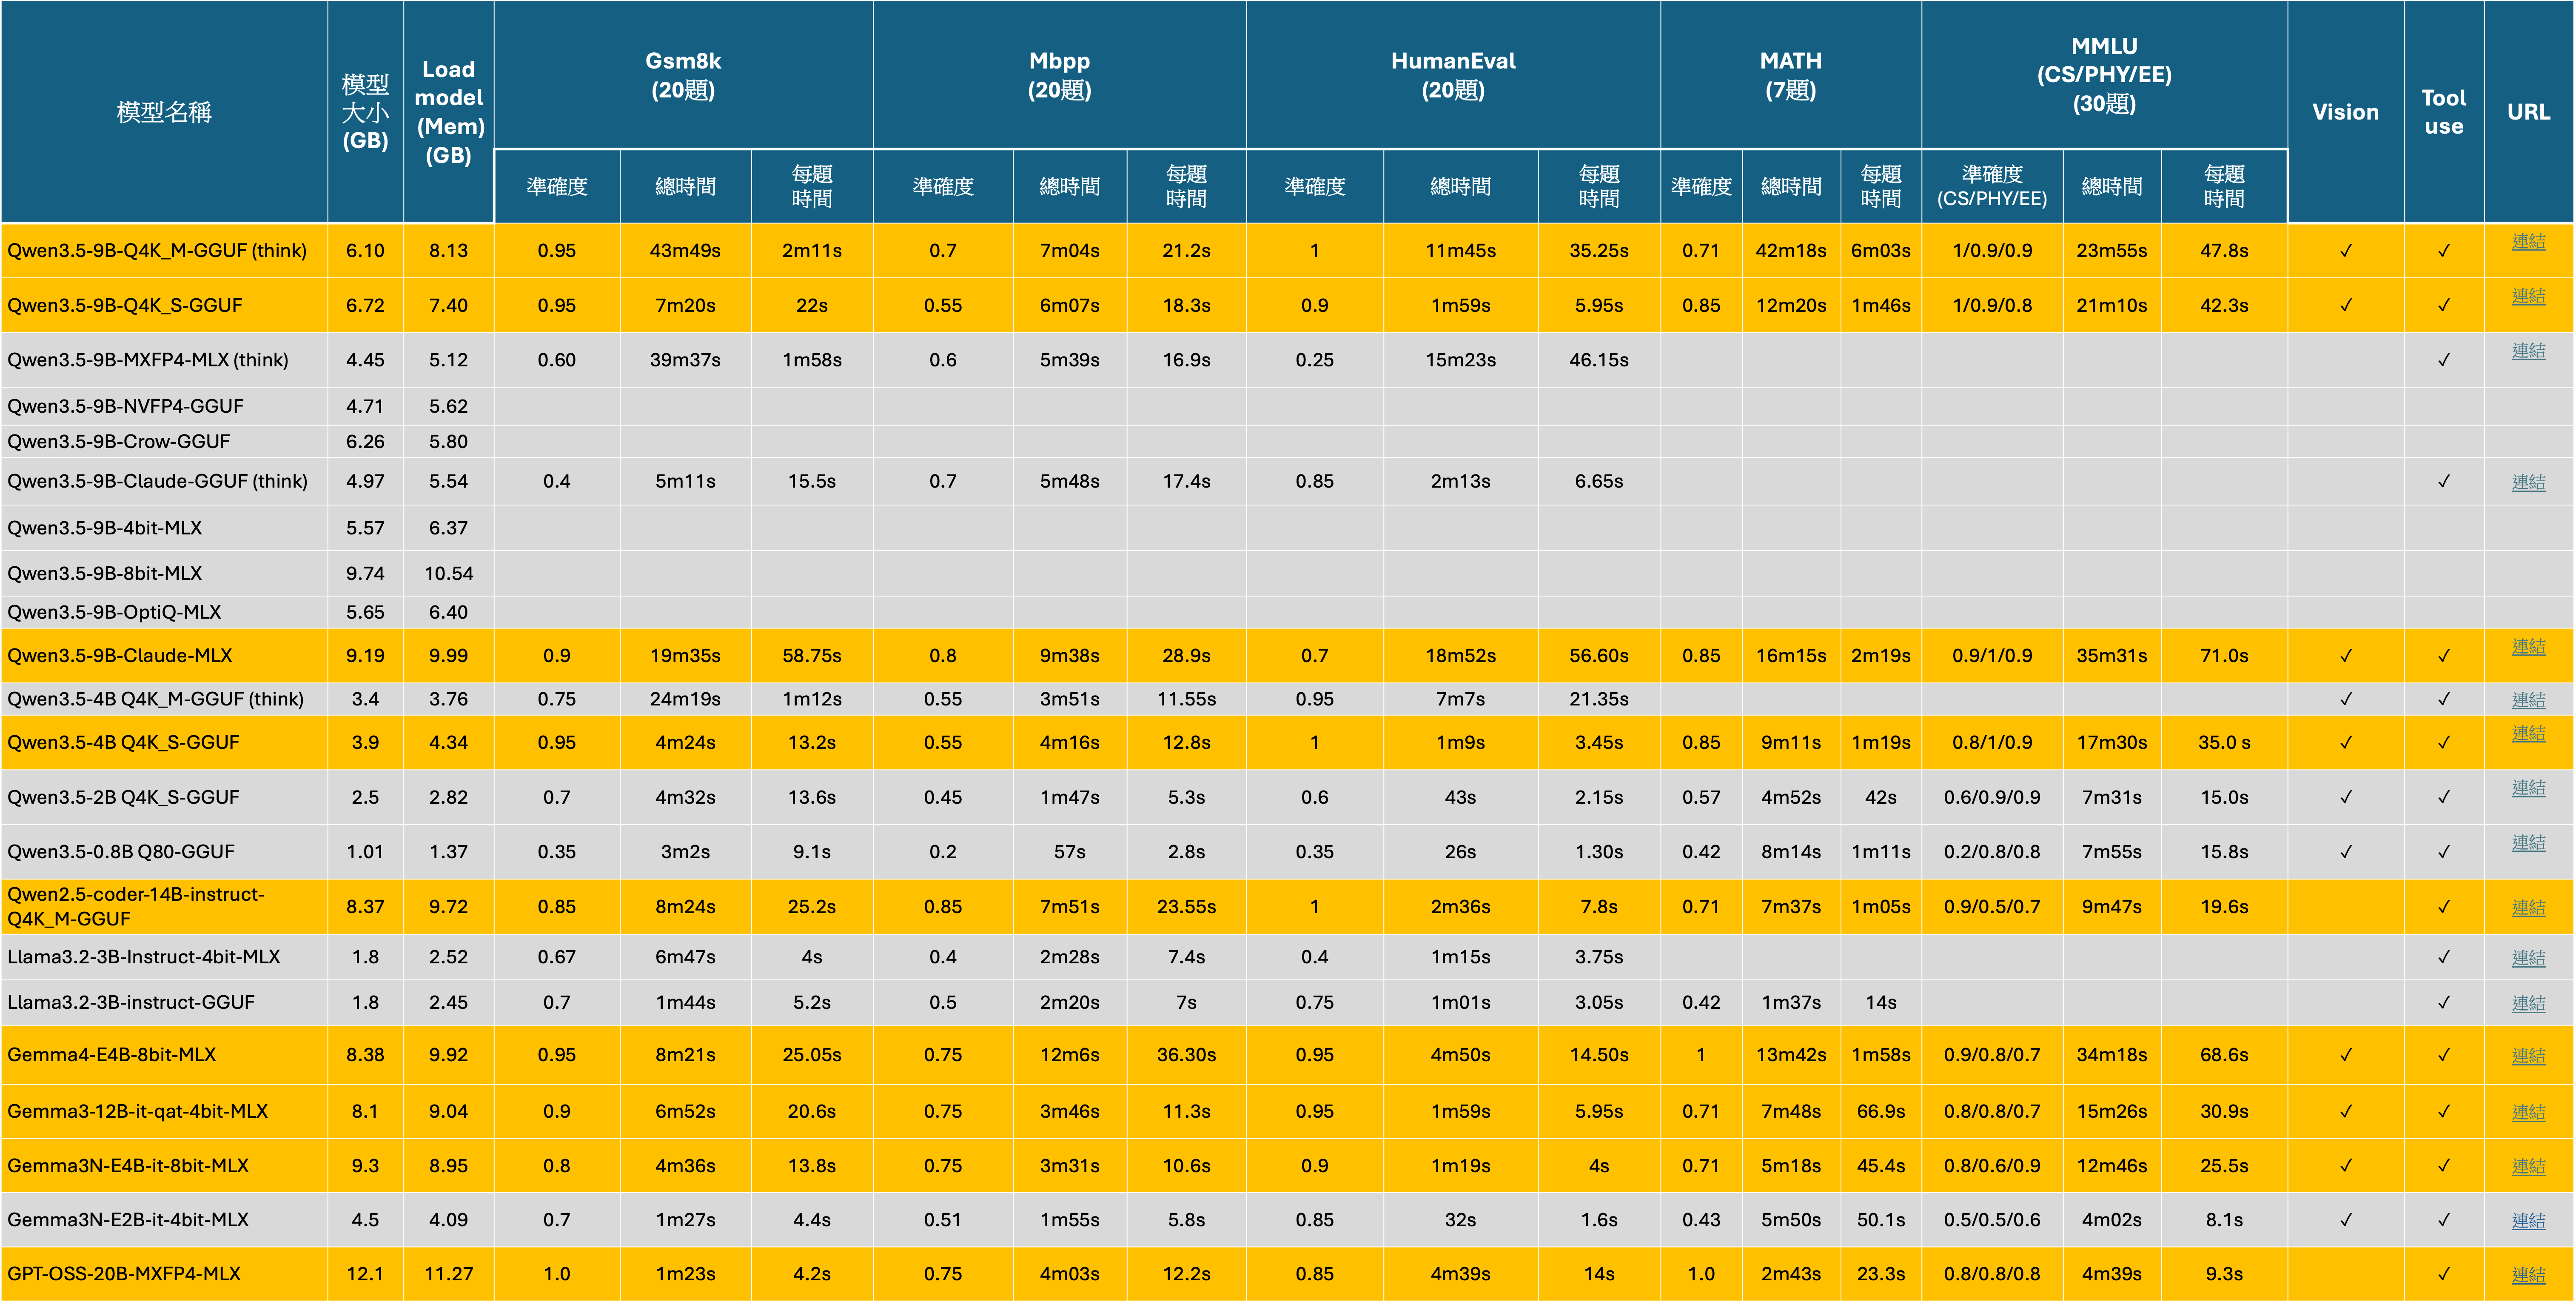 模型名稱 模型大小(GB) Load model (Mem) (GB) Gsm8k (20題) Mbpp (20題) HumanEval (20題) MATH (7題) MMLU (CS/PHY/EE) (30題) Vision Tool use URL
準確度 總時間 每題時間 準確度 總時間 每題時間 準確度 總時間 每題時間 準確度 總時間 每題時間 準確度 (CS/PHY/EE) 總時間 每題時間
Qwen3.5-9B-Q4K_M-GGUF (think) 6.10 8.13 0.95 43m49s 2m11s 0.7 7m04s 21.2s 1 11m45s 35.25s 0.71 42m18s 6m03s 1/0.9/0.9 23m55s 47.8s ✓ ✓ 連結
Qwen3.5-9B-Q4K_S-GGUF 6.72 7.40 0.95 7m20s 22s 0.55 6m07s 18.3s 0.9 1m59s 5.95s 0.85 12m20s 1m46s 1/0.9/0.8 21m10s 42.3s ✓ ✓ 連結
Qwen3.5-9B-MXFP4-MLX (think) 4.45 5.12 0.60 39m37s 1m58s 0.6 5m39s 16.9s 0.25 15m23s 46.15s ✓ 連結
Qwen3.5-9B-NVFP4-GGUF 4.71 5.62
Qwen3.5-9B-Crow-GGUF 6.26 5.80
Qwen3.5-9B-Claude-GGUF (think) 4.97 5.54 0.4 5m11s 15.5s 0.7 5m48s 17.4s 0.85 2m13s 6.65s ✓ 連結
Qwen3.5-9B-4bit-MLX 5.57 6.37
Qwen3.5-9B-8bit-MLX 9.74 10.54
Qwen3.5-9B-OptiQ-MLX 5.65 6.40
Qwen3.5-9B-Claude-MLX 9.19 9.99 0.9 19m35s 58.75s 0.8 9m38s 28.9s 0.7 18m52s 56.60s 0.85 16m15s 2m19s 0.9/1/0.9 35m31s 71.0s ✓ ✓ 連結
Qwen3.5-4B Q4K_M-GGUF (think) 3.4 3.76 0.75 24m19s 1m12s 0.55 3m51s 11.55s 0.95 7m7s 21.35s ✓ ✓ 連結
Qwen3.5-4B Q4K_S-GGUF 3.9 4.34 0.95 4m24s 13.2s 0.55 4m16s 12.8s 1 1m9s 3.45s 0.85 9m11s 1m19s 0.8/1/0.9 17m30s 35.0 s ✓ ✓ 連結
Qwen3.5-2B Q4K_S-GGUF 2.5 2.82 0.7 4m32s 13.6s 0.45 1m47s 5.3s 0.6 43s 2.15s 0.57 4m52s 42s 0.6/0.9/0.9 7m31s 15.0s ✓ ✓ 連結
Qwen3.5-0.8B Q80-GGUF 1.01 1.37 0.35 3m2s 9.1s 0.2 57s 2.8s 0.35 26s 1.30s 0.42 8m14s 1m11s 0.2/0.8/0.8 7m55s 15.8s ✓ ✓ 連結
Qwen2.5-coder-14B-instruct-
Q4K_M-GGUF 8.37 9.72 0.85 8m24s 25.2s 0.85 7m51s 23.55s 1 2m36s 7.8s 0.71 7m37s 1m05s 0.9/0.5/0.7 9m47s 19.6s ✓ 連結
Llama3.2-3B-Instruct-4bit-MLX 1.8 2.52 0.67 6m47s 4s 0.4 2m28s 7.4s 0.4 1m15s 3.75s ✓ 連結
Llama3.2-3B-instruct-GGUF 1.8 2.45 0.7 1m44s 5.2s 0.5 2m20s 7s 0.75 1m01s 3.05s 0.42 1m37s 14s ✓ 連結
Gemma4-E4B-8bit-MLX 8.38 9.92 0.95 8m21s 25.05s 0.75 12m6s 36.30s 0.95 4m50s 14.50s 1 13m42s 1m58s 0.9/0.8/0.7 34m18s 68.6s ✓ ✓ 連結
Gemma3-12B-it-qat-4bit-MLX 8.1 9.04 0.9 6m52s 20.6s 0.75 3m46s 11.3s 0.95 1m59s 5.95s 0.71 7m48s 66.9s 0.8/0.8/0.7 15m26s 30.9s ✓ ✓ 連結
Gemma3N-E4B-it-8bit-MLX 9.3 8.95 0.8 4m36s 13.8s 0.75 3m31s 10.6s 0.9 1m19s 4s 0.71 5m18s 45.4s 0.8/0.6/0.9 12m46s 25.5s ✓ ✓ 連結
Gemma3N-E2B-it-4bit-MLX 4.5 4.09 0.7 1m27s 4.4s 0.51 1m55s 5.8s 0.85 32s 1.6s 0.43 5m50s 50.1s 0.5/0.5/0.6 4m02s 8.1s ✓ ✓ 連結
GPT-OSS-20B-MXFP4-MLX 12.1 11.27 1.0 1m23s 4.2s 0.75 4m03s 12.2s 0.85 4m39s 14s 1.0 2m43s 23.3s 0.8/0.8/0.8 4m39s 9.3s ✓ 連結